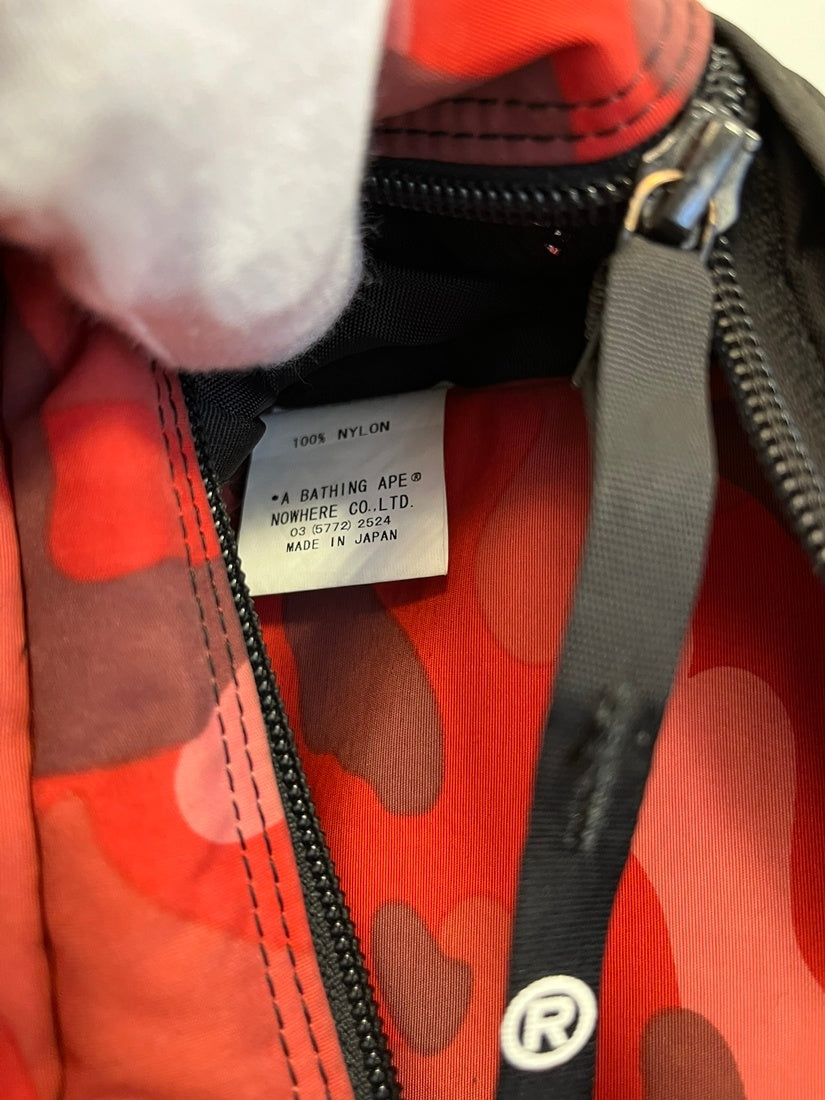 100% NYLON
*A BATHING APE®
NOWHERE CO.,LTD.
03 (5772) 2524
MADE IN JAPAN
®